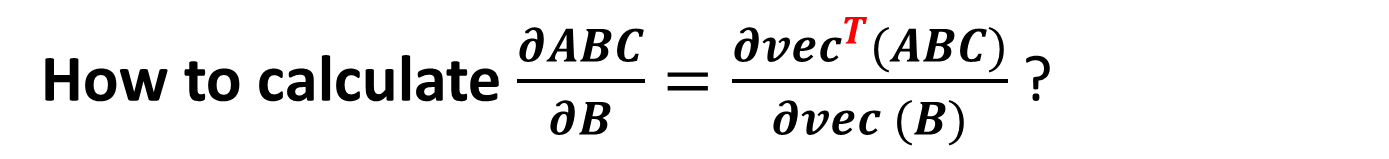 How to calculate ∂ABC/∂B = ∂vec^T (ABC)/∂vec (B) ?